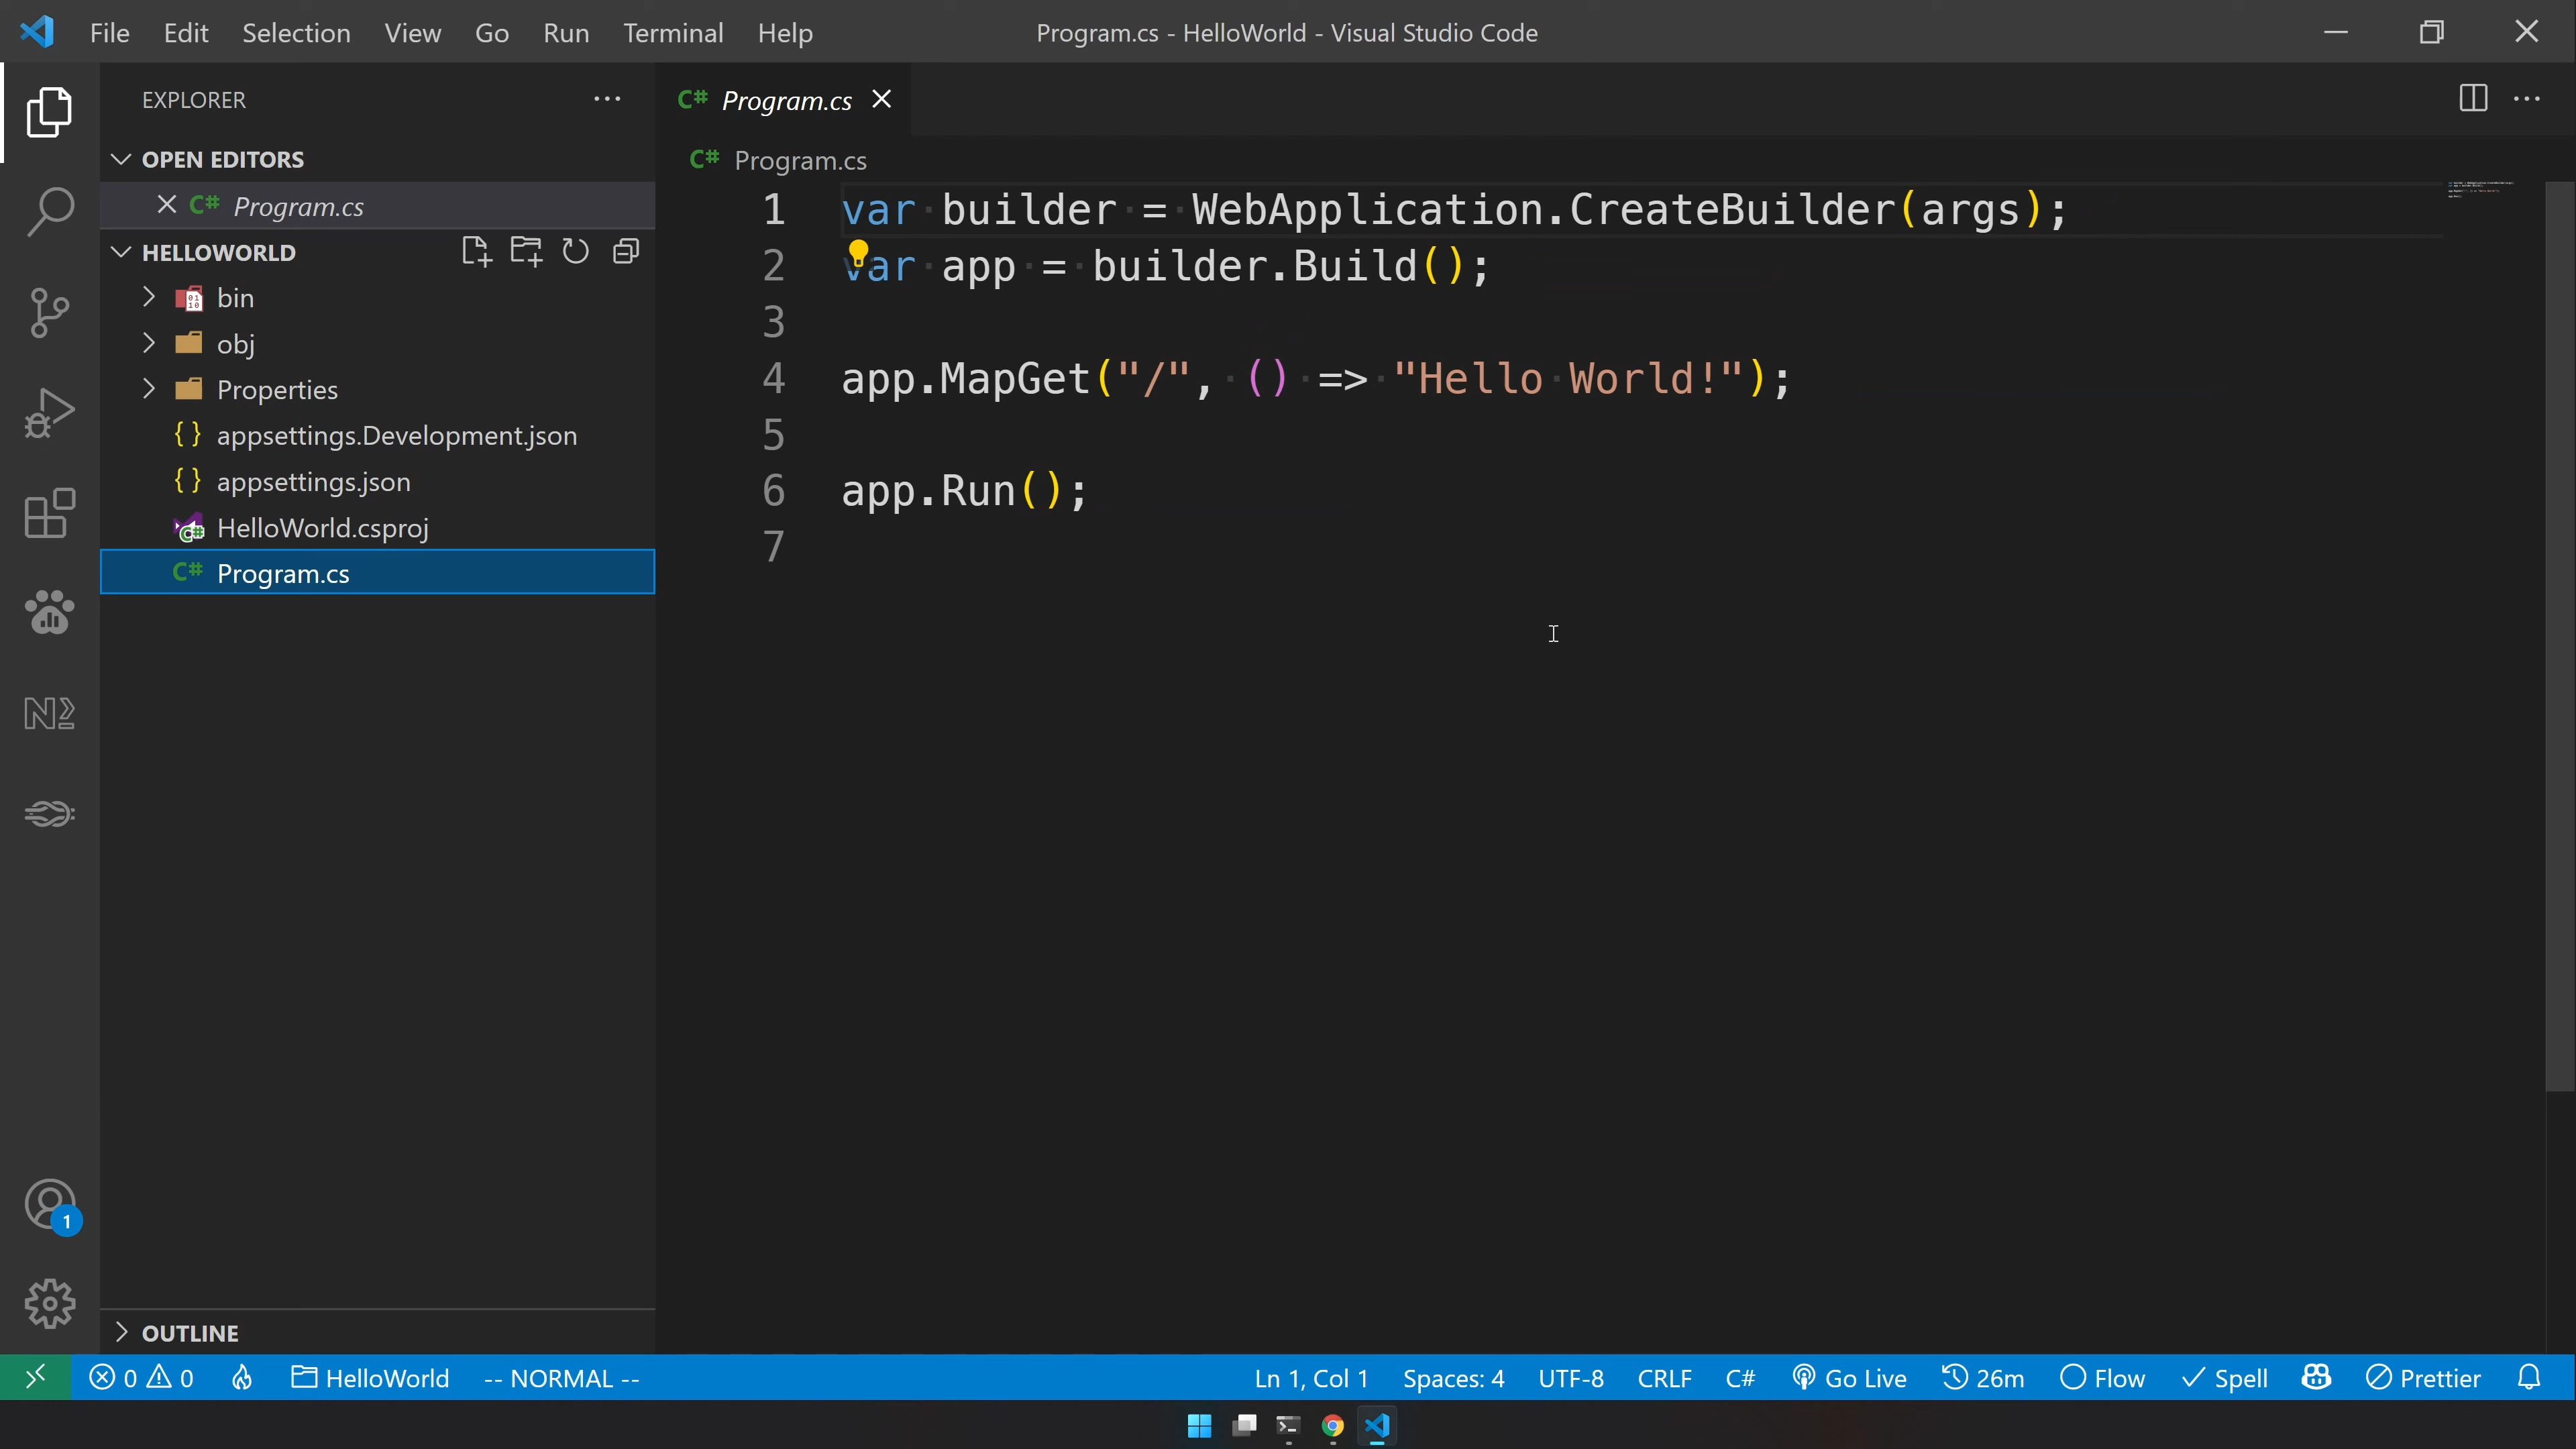 File Edit Selection View Go Run Terminal Help
Program.cs - HelloWorld - Visual Studio Code
EXPLORER
C# Program.cs
OPEN EDITORS
C# Program.cs
C# Program.cs
HELLOWORLD
bin
obj
Properties
{ } appsettings.Development.json
{ } appsettings.json
HelloWorld.csproj
C# Program.cs
1 var builder = WebApplication.CreateBuilder(args);
2 var app = builder.Build();
3
4 app.MapGet("/", () => "Hello World!");
5
6 app.Run();
7
1
OUTLINE
0 0 HelloWorld -- NORMAL -- Ln 1, Col 1 Spaces: 4 UTF-8 CRLF C# Go Live 26m Flow Spell Prettier